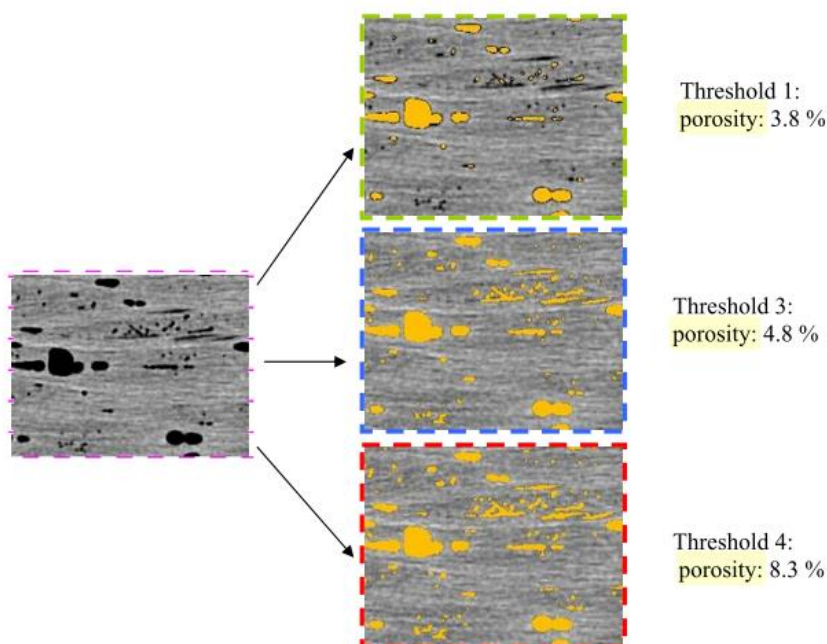 Threshold 1:
porosity: 3.8 %
Threshold 3:
porosity: 4.8 %
Threshold 4:
porosity: 8.3 %